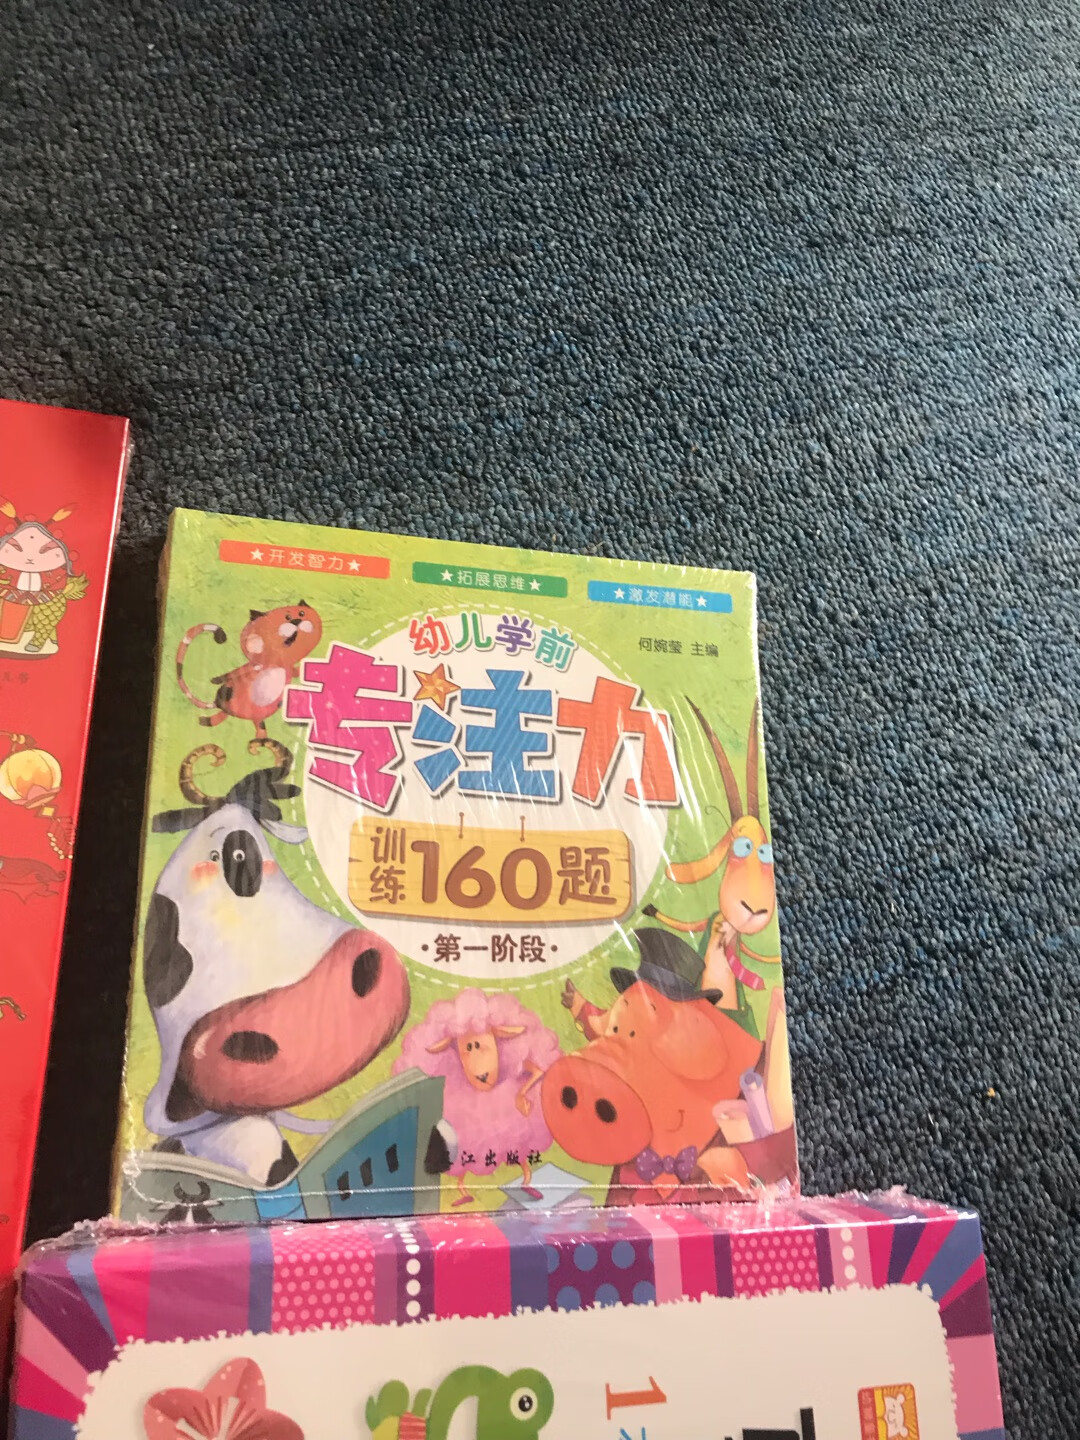 ★开发智力★
★拓展思维★
★激发潜能★
幼儿学前
何婉莹 主编
专注力
训练160题
·第一阶段·
江出版社
1